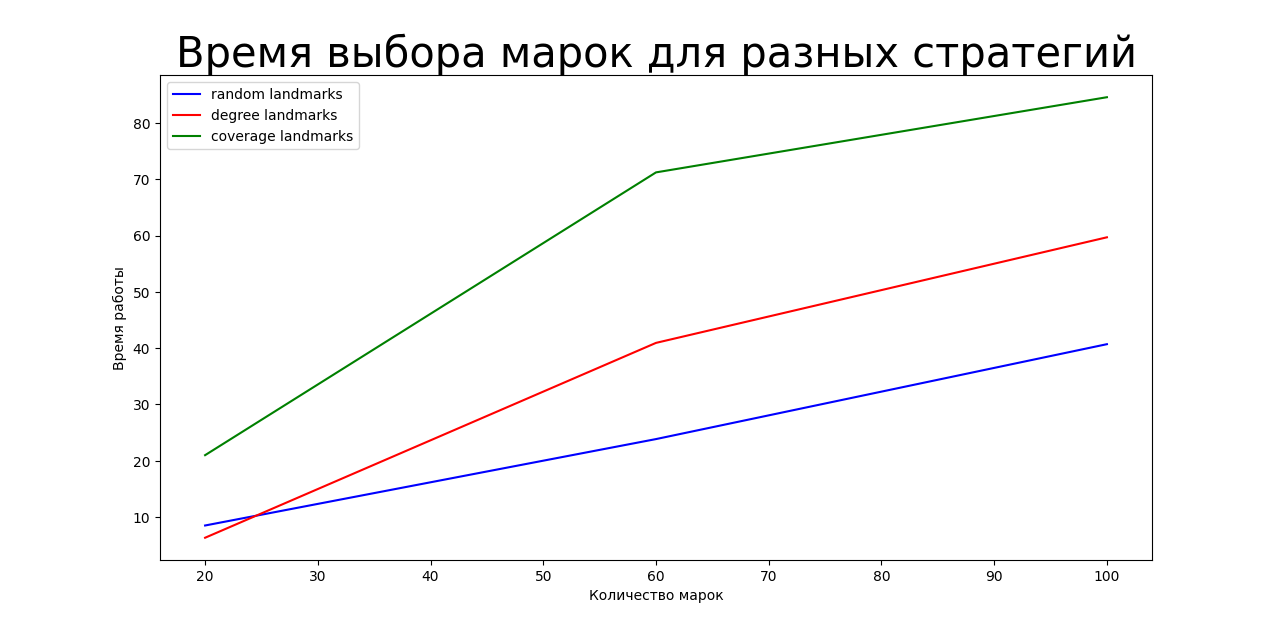 Время выбора марок для разных стратегий
random landmarks
degree landmarks
coverage landmarks
80
70
60
50
40
30
20
10
Время работы
20 30 40 50 60 70 80 90 100
Количество марок